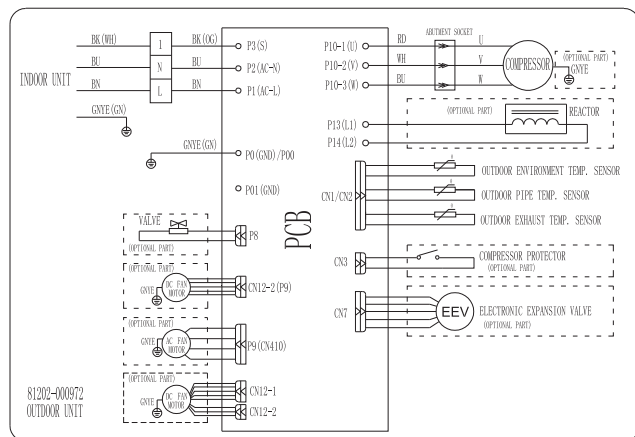 BK(WH) 1 BK(OG) P3(S)
BU N BU P2(AC-N)
INDOOR UNIT
BN L BN P1(AC-L)
GNYE(GN)
GNYE(GN)
P0(GND)/P00
P01(GND)
VALVE
(OPTIONAL PART)
P8
(OPTIONAL PART)
DC FAN
MOTOR
GNYE
CN12-2(P9)
(OPTIONAL PART)
AC FAN
MOTOR
GNYE
P9(CN410)
(OPTIONAL PART)
DC FAN
MOTOR
GNYE
CN12-1
CN12-2
81202-000972
OUTDOOR UNIT
PCB
ABUTMENT SOCKET
P10-1(U) RD U
P10-2(V) WH V
P10-3(W) BU W
COMPRESSOR
(OPTIONAL PART)
GNYE
(OPTIONAL PART)
REACTOR
P13(L1)
P14(L2)
OUTDOOR ENVIRONMENT TEMP. SENSOR
CN1/CN2
OUTDOOR PIPE TEMP. SENSOR
OUTDOOR EXHAUST TEMP. SENSOR
CN3
COMPRESSOR PROTECTOR
(OPTIONAL PART)
CN7
EEV
ELECTRONIC EXPANSION VALVE
(OPTIONAL PART)